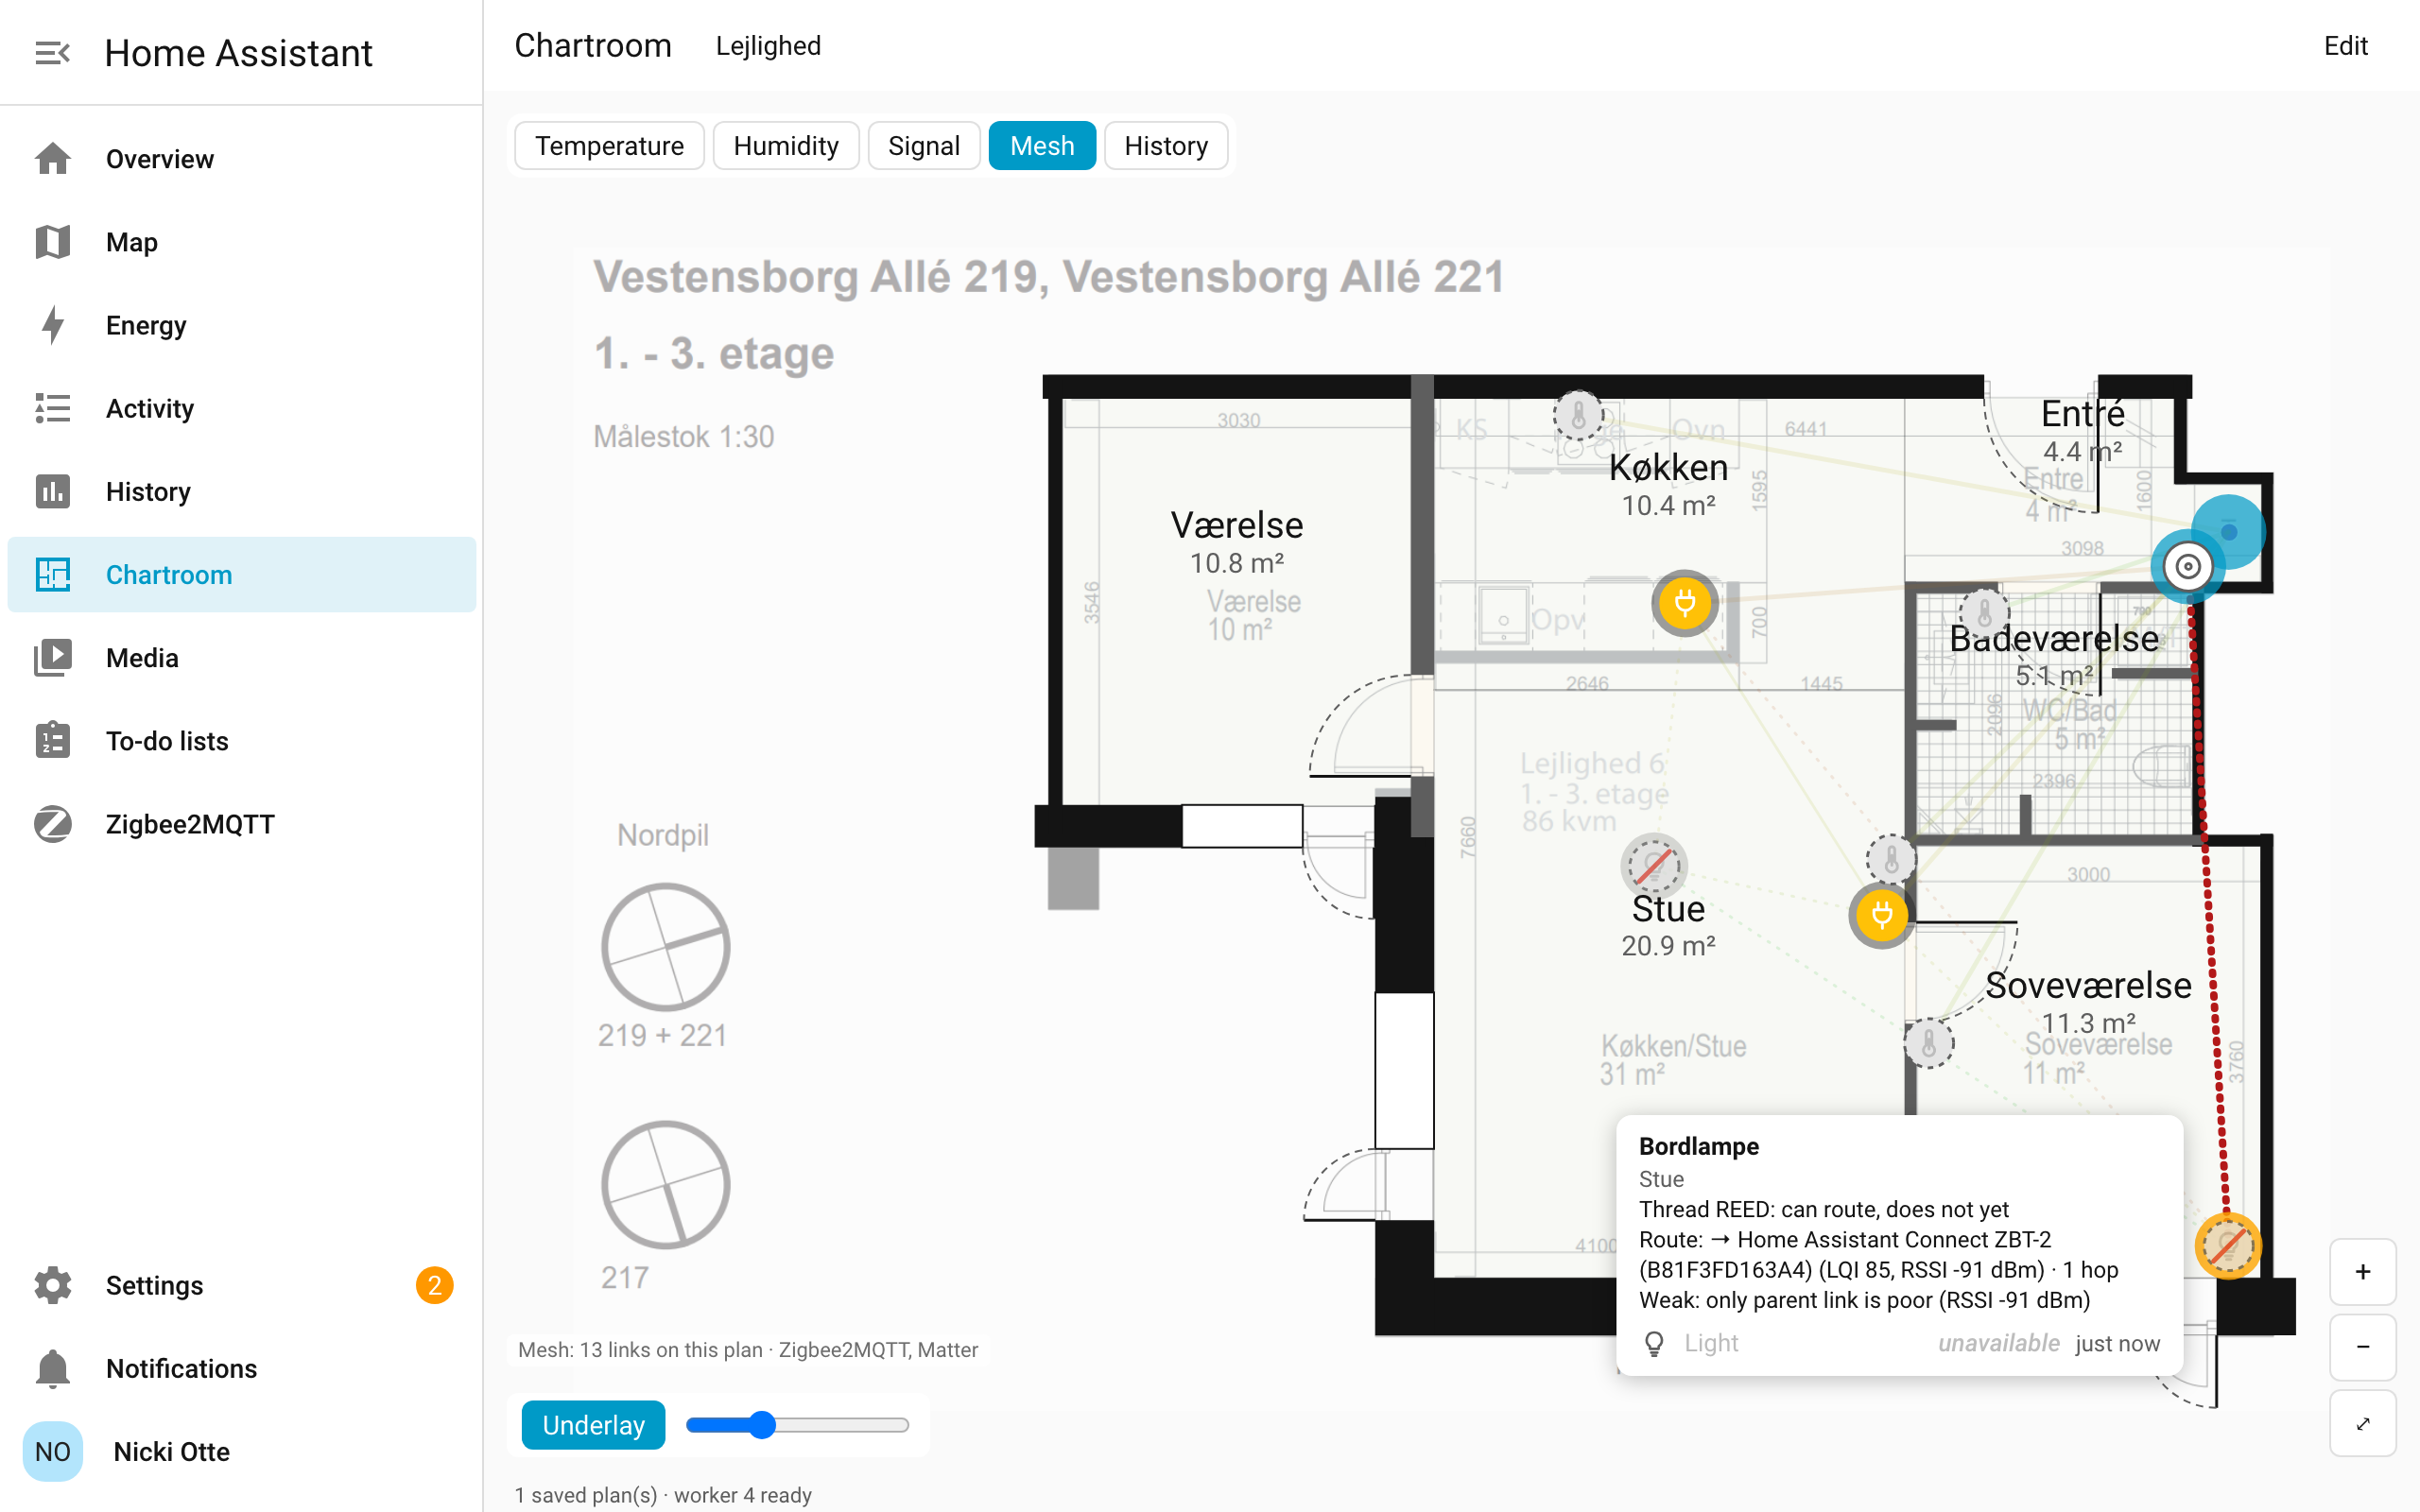 Home Assistant
Overview
Map
Energy
Activity
History
Chartroom
Media
To-do lists
Zigbee2MQTT
Settings
2
Notifications
NO
Nicki Otte
Chartroom
Lejlighed
Edit
Temperature
Humidity
Signal
Mesh
History
Vestensborg Allé 219, Vestensborg Allé 221
1. - 3. etage
Målestok 1:30
Nordpil
219 + 221
217
3030
3546
Værelse
10.8 m²
Værelse
10 m²
KS
Ovn
6441
Køkken
10.4 m²
1595
Opv
700
2646
1445
Entré
4.4 m²
Entre
4 m²
1600
3098
700
Badeværelse
5.1 m²
2096
WC/Bad
5 m²
2396
Lejlighed 6
1. - 3. etage
86 kvm
7660
Stue
20.9 m²
3000
Soveværelse
11.3 m²
Soveværelse
11 m²
3760
Køkken/Stue
31 m²
4100
Bordlampe
Stue
Thread REED: can route, does not yet
Route: → Home Assistant Connect ZBT-2
(B81F3FD163A4) (LQI 85, RSSI -91 dBm) · 1 hop
Weak: only parent link is poor (RSSI -91 dBm)
Light unavailable just now
+
−
Mesh: 13 links on this plan · Zigbee2MQTT, Matter
Underlay
1 saved plan(s) · worker 4 ready